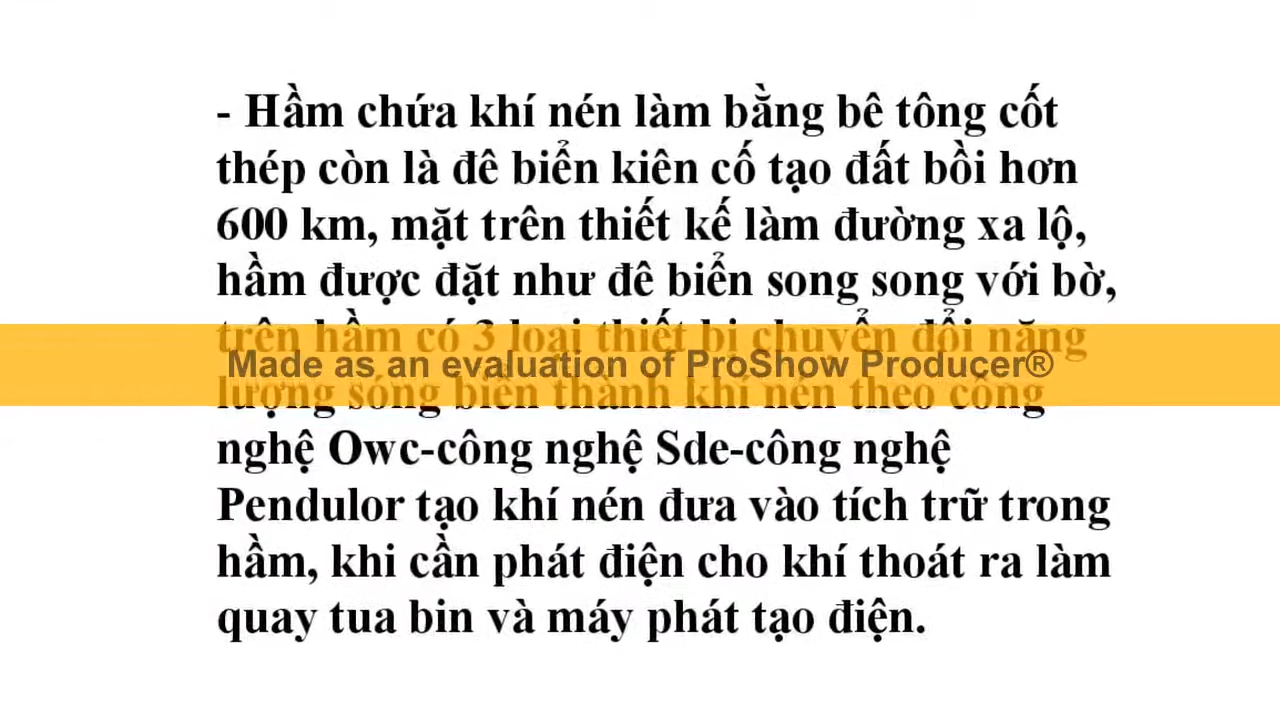 - Hầm chứa khí nén làm bằng bê tông cốt
thép còn là đê biển kiên cố tạo đất bồi hơn
600 km, mặt trên thiết kế làm đường xa lộ,
hầm được đặt như đê biển song song với bờ,
trên hầm có 3 loại thiết bị chuyển đổi năng
Made as an evaluation of ProShow Producer®
lượng sóng biển thành khí nén theo công
nghệ Owc-công nghệ Sde-công nghệ
Pendulor tạo khí nén đưa vào tích trữ trong
hầm, khi cần phát điện cho khí thoát ra làm
quay tua bin và máy phát tạo điện.